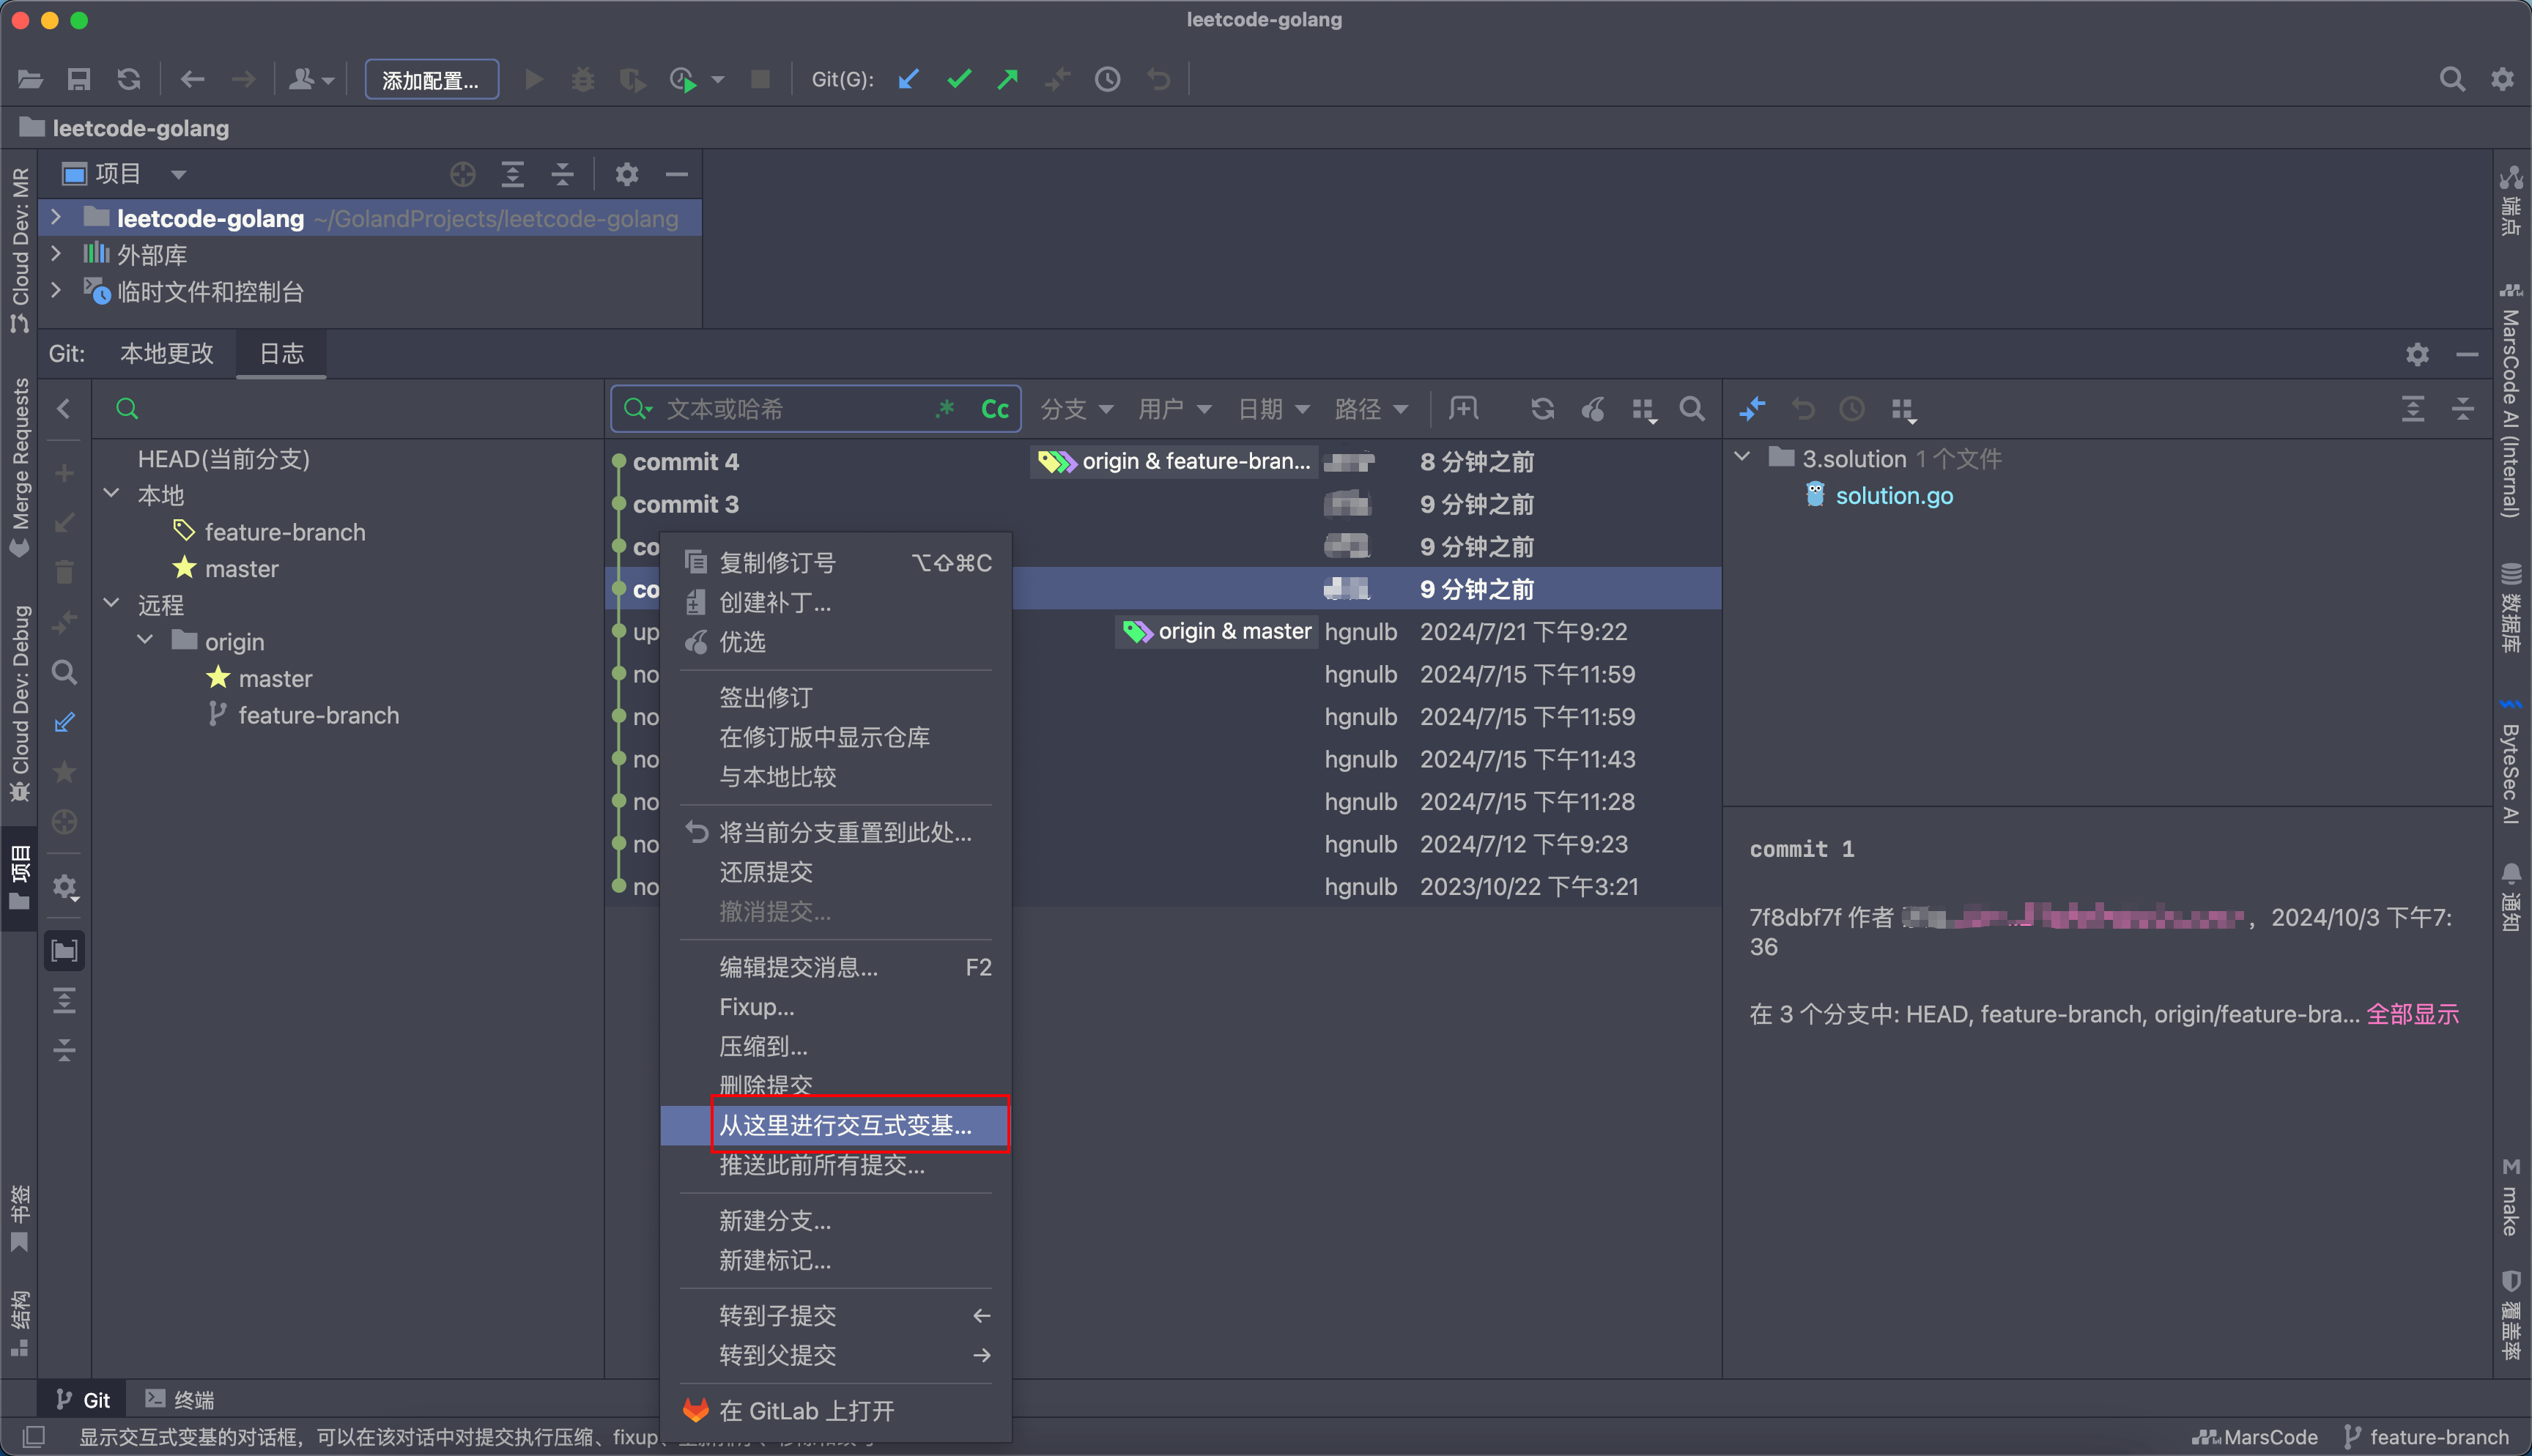 leetcode-golang
添加配置...
Git(G):
leetcode-golang
Cloud Dev: MR
Merge Requests
Cloud Dev: Debug
项目
书签
结构
项目
leetcode-golang ~/GolandProjects/leetcode-golang
外部库
临时文件和控制台
Git: 本地更改 日志
HEAD(当前分支)
本地
feature-branch
master
远程
origin
master
feature-branch
文本或哈希 .* Cc 分支 用户 日期 路径
commit 4 origin & feature-bran... 8 分钟之前
commit 3 9 分钟之前
co 9 分钟之前
co 9 分钟之前
up origin & master hgnulb 2024/7/21 下午9:22
no hgnulb 2024/7/15 下午11:59
no hgnulb 2024/7/15 下午11:59
no hgnulb 2024/7/15 下午11:43
no hgnulb 2024/7/15 下午11:28
no hgnulb 2024/7/12 下午9:23
no hgnulb 2023/10/22 下午3:21
复制修订号 ⌥⇧⌘C
创建补丁...
优选
签出修订
在修订版中显示仓库
与本地比较
将当前分支重置到此处...
还原提交
撤消提交...
编辑提交消息... F2
Fixup...
压缩到...
删除提交
从这里进行交互式变基...
推送此前所有提交...
新建分支...
新建标记...
转到子提交 ←
转到父提交 →
在 GitLab 上打开
3.solution 1 个文件
solution.go
commit 1
7f8dbf7f 作者 , 2024/10/3 下午7:
36
在 3 个分支中: HEAD, feature-branch, origin/feature-bra... 全部显示
端点
MarsCode AI (Internal)
数据库
ByteSec AI
通知
M make
覆盖率
Git 终端
显示交互式变基的对话框，可以在该对话中对提交执行压缩、fixup、
MarsCode feature-branch